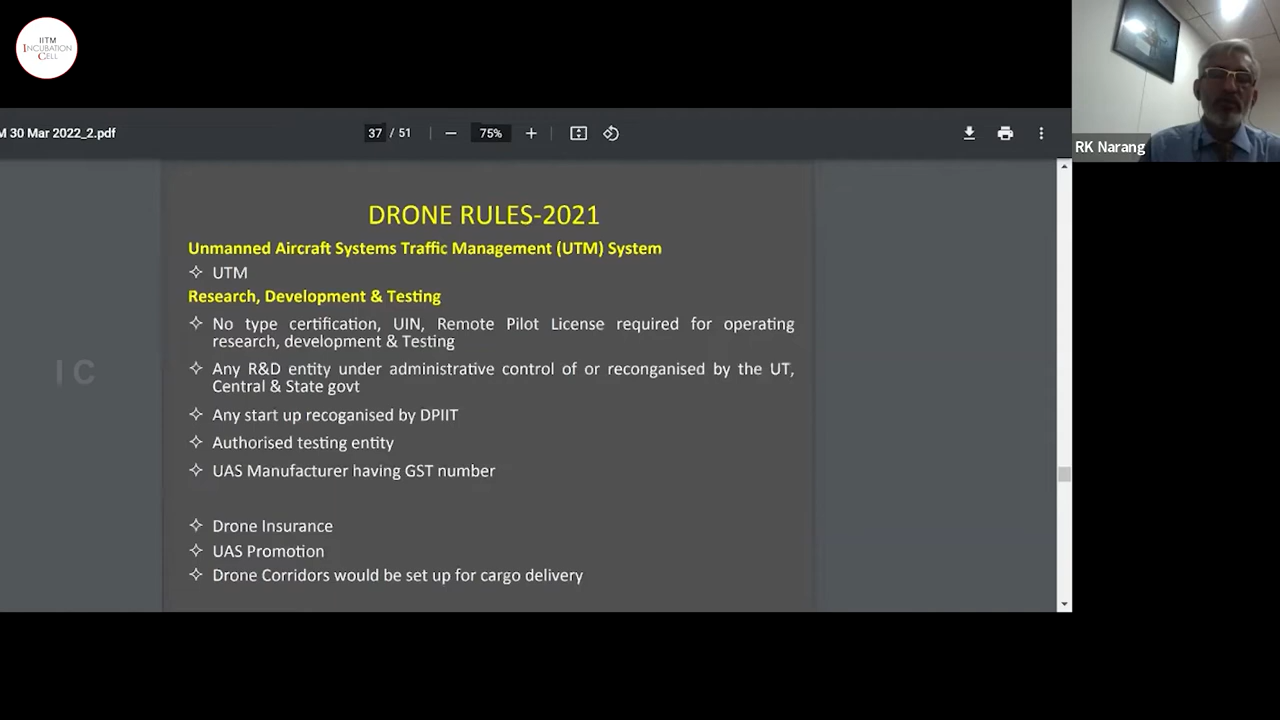 IITM
INCUBATION
CELL
M 30 Mar 2022_2.pdf
37 / 51
75%
RK Narang
DRONE RULES-2021
Unmanned Aircraft Systems Traffic Management (UTM) System
UTM
Research, Development & Testing
No type certification, UIN, Remote Pilot License required for operating
research, development & Testing
Any R&D entity under administrative control of or reconganised by the UT,
Central & State govt
I C
Any start up recoganised by DPIIT
Authorised testing entity
UAS Manufacturer having GST number
Drone Insurance
UAS Promotion
Drone Corridors would be set up for cargo delivery